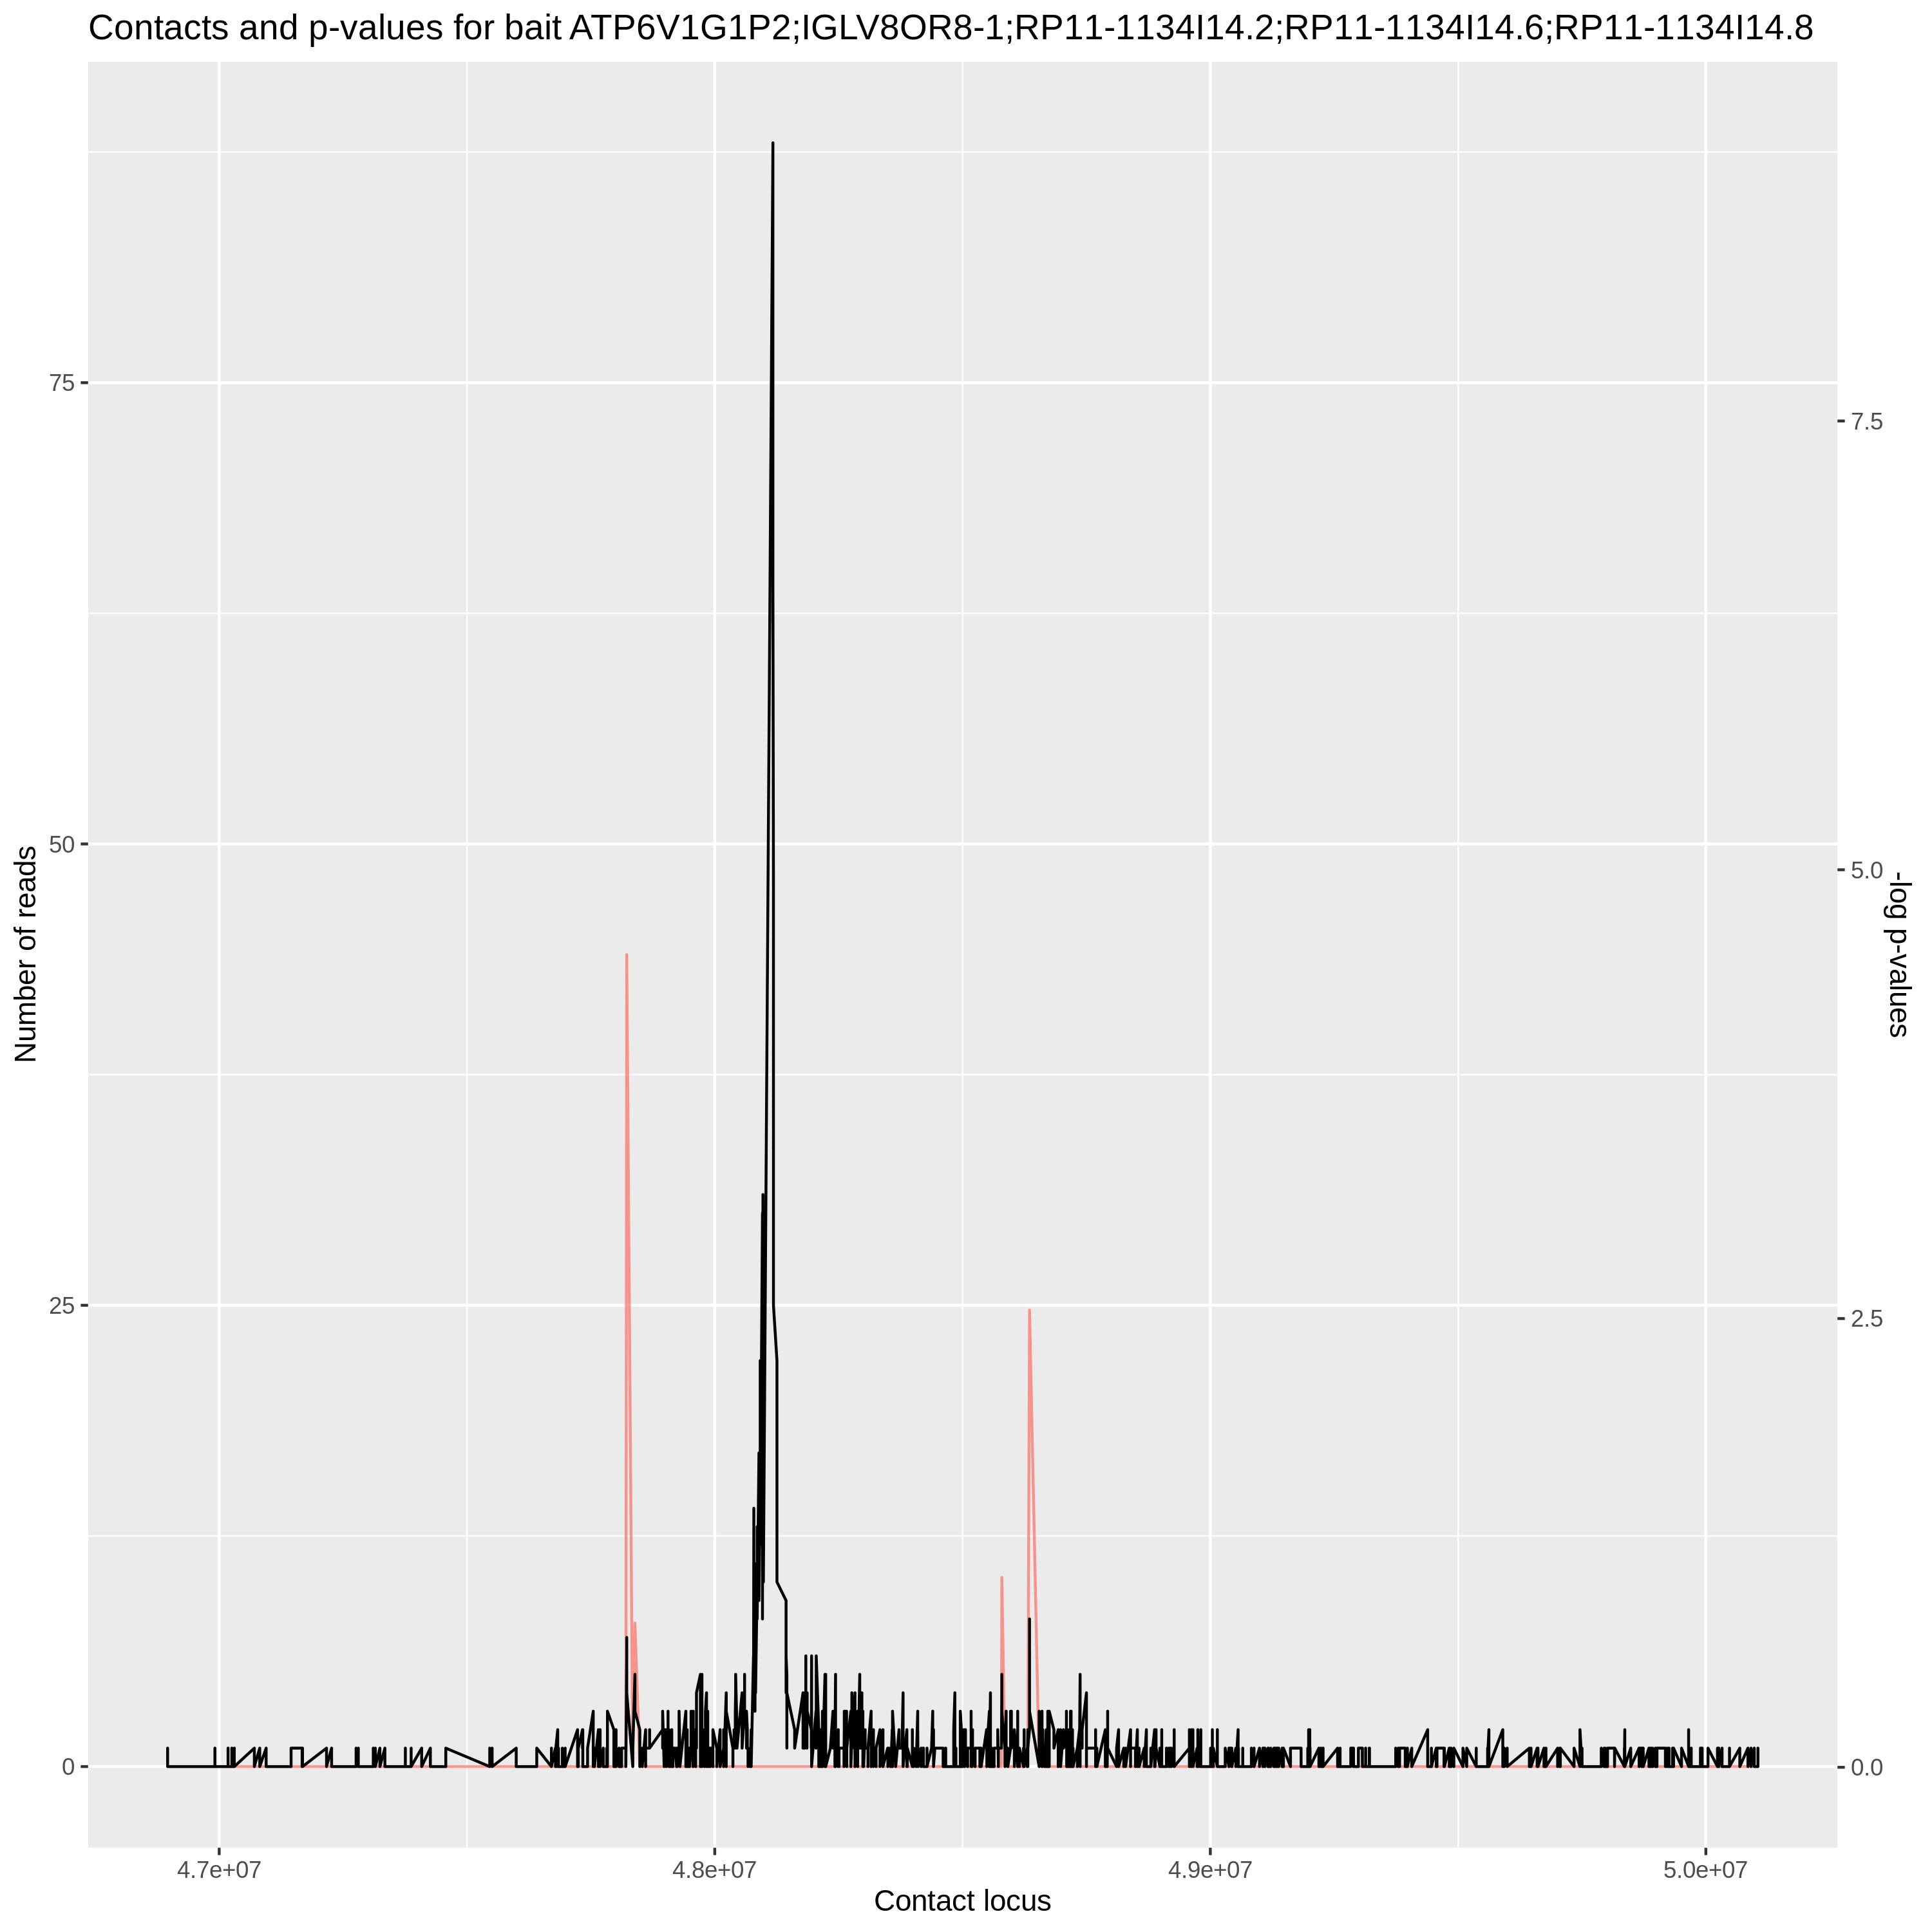 Contacts and p-values for bait ATP6V1G1P2;IGLV8OR8-1;RP11-1134I14.2;RP11-1134I14.6;RP11-1134I14.8
75
50
25
0
Number of reads
7.5
5.0
2.5
0.0
-log p-values
4.7e+07
4.8e+07
4.9e+07
5.0e+07
Contact locus